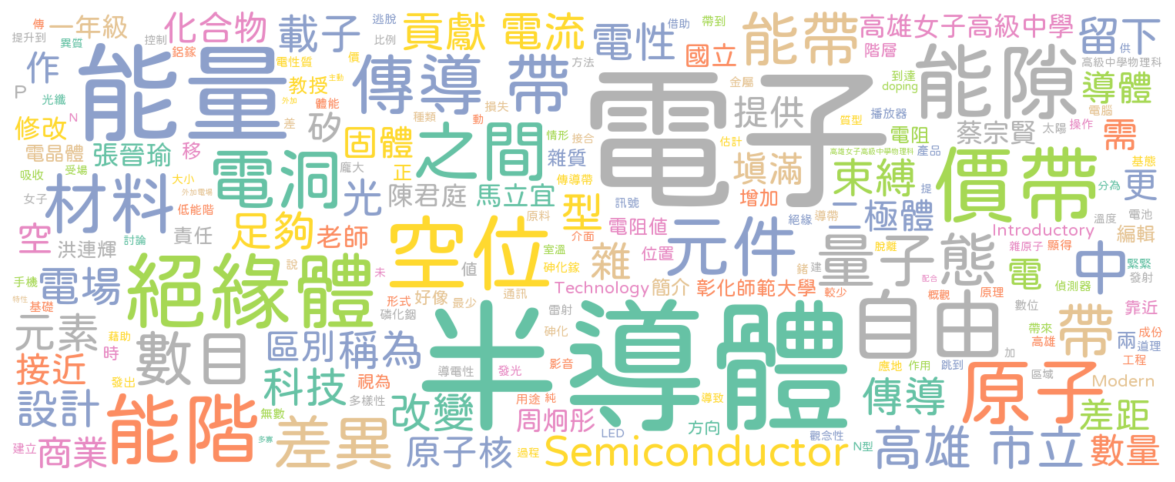 傳 一年級 化合物 載子 逃脫 貢獻 電流 借助 帶到 高雄女子高級中學 留下
提升到 異質 控制 鋁鎵 價 比例 電性 國立 能帶 階層 供
作 能量 電性質 方法 金屬 到達 能隙 高級中學物理科
P 光纖 教授 主動 傳導 帶 電子 提供 doping 導體
N 外加 體能 損失 種類 動 質型 播放器 電腦
修改 差 矽 固體 之間 情形 接合 估計 電阻 蔡宗賢 太陽 操作 需
電晶體 張晉瑜 移 正 雜質 高雄女子高級中學物理科 產品 基態
吸收 受場 電洞 龐大 傳導帶 填滿 束縛 價帶 更
女子 大小 外加電場 光 陳君庭 馬立宜 訊號 增加 提 分為
材料 低能階 足夠 原料 型 電阻值 絕緣 導帶 二極體 溫度 電池
空 洪連輝 討論 責任 老師 空位 室溫 介面 位置 元件 脫離 Introductory 編輯
手機 電場 說 值 砷化鎵 雜 鍺 建 量子態 雜原子 顯得 緊緊
特性 基礎 絕緣體 未 形式 好像 最少 通訊 Technology 簡介 彰化師範大學 較少 電 中 發射
磷化銦 雷射 配合 概觀 原理 偵測器
元素 藉助 數目 區別 稱為 半導體 砷化 自由 數位 靠近
接近 時 導電性 發光 影音 應地 作用 跳到 帶來 高雄 帶 兩 成份 道理
發出 科技 視為 多樣性 用途 純 加 區域 工程
設計 能階 無數 改變 周炯彤 導致 傳導 原子 Modern
建立 商業 多寡 差異 原子核 過程 Semiconductor LED 方向 觀念性 N型 高雄 市立 差距 數量